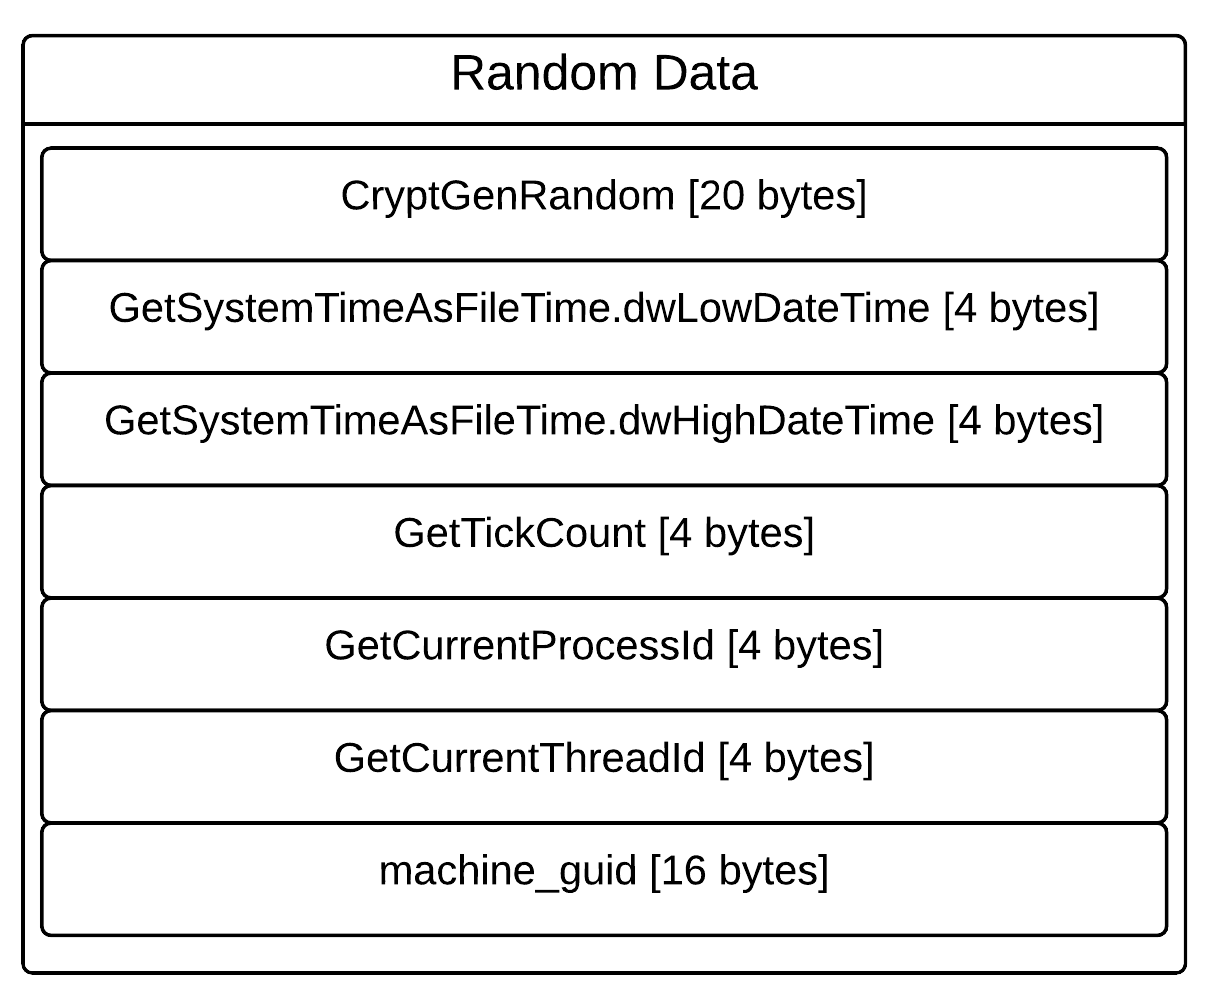 Random Data
CryptGenRandom [20 bytes]
GetSystemTimeAsFileTime.dwLowDateTime [4 bytes]
GetSystemTimeAsFileTime.dwHighDateTime [4 bytes]
GetTickCount [4 bytes]
GetCurrentProcessId [4 bytes]
GetCurrentThreadId [4 bytes]
machine_guid [16 bytes]